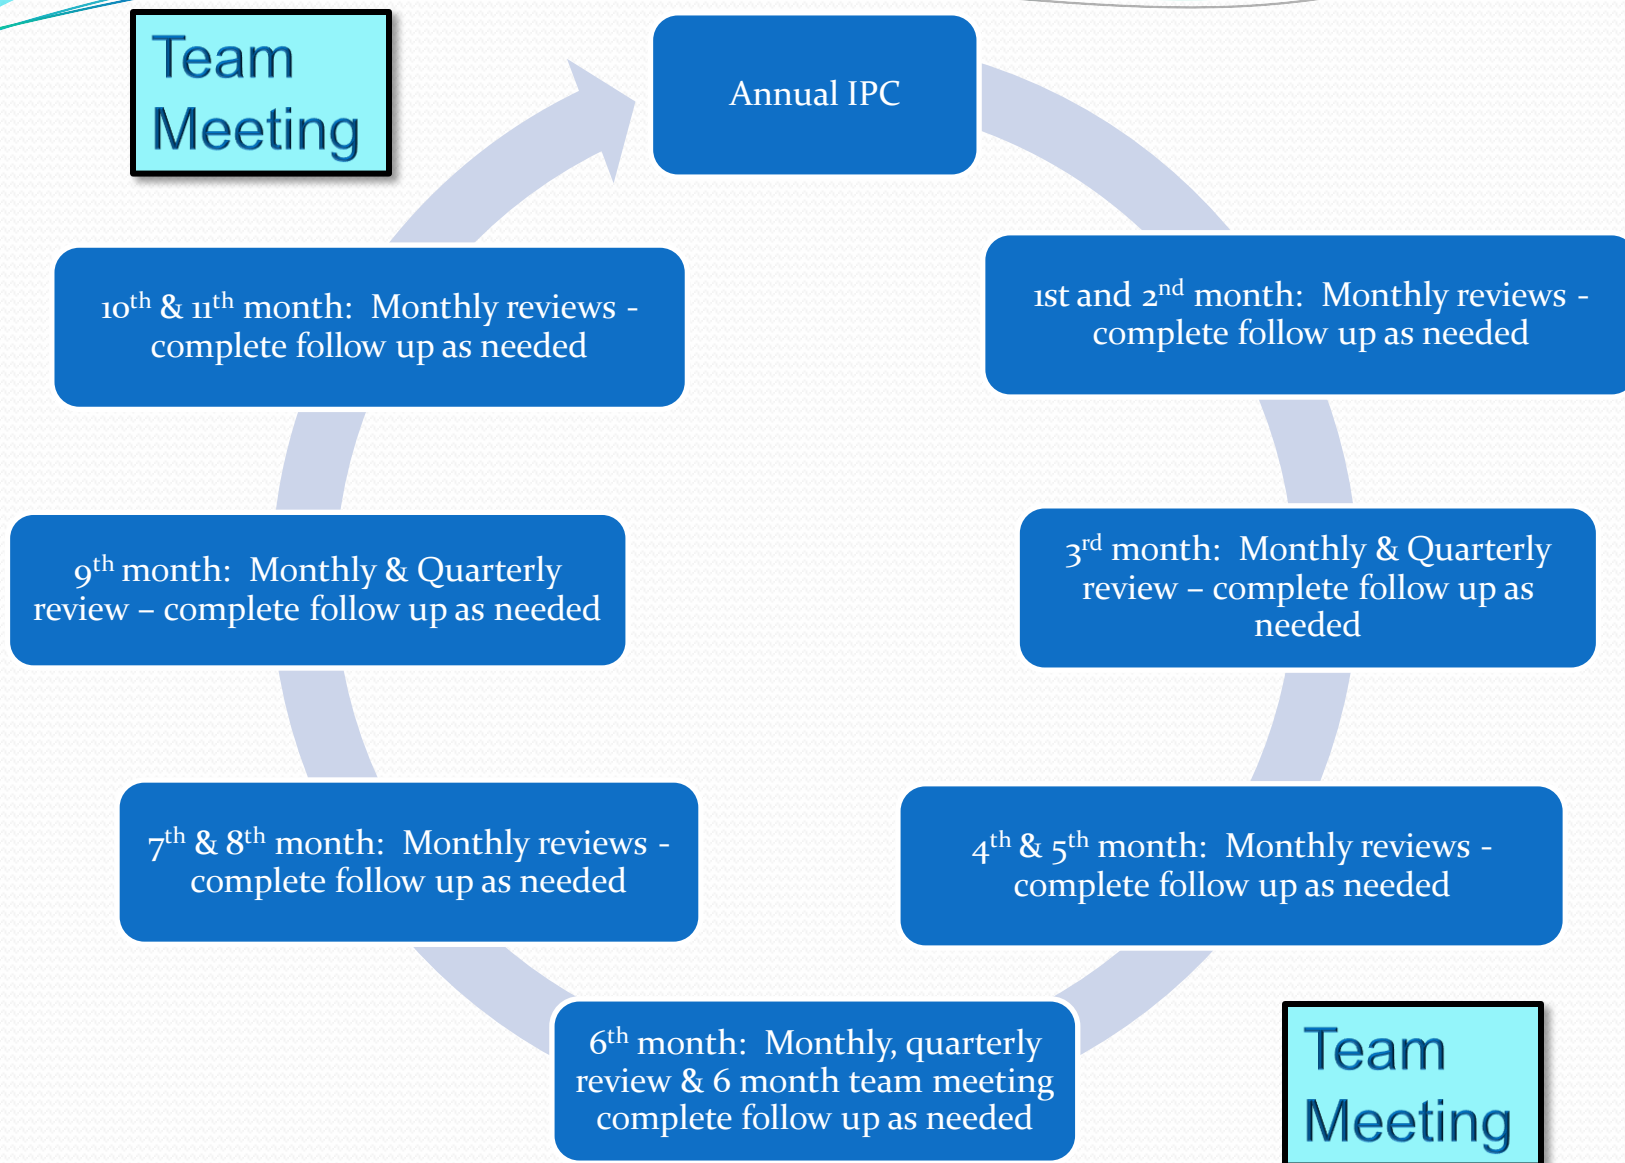 Team
Meeting
Annual IPC
1st and 2nd month:  Monthly reviews -
complete follow up as needed
3rd month:  Monthly & Quarterly
review – complete follow up as
needed
4th & 5th month:  Monthly reviews -
complete follow up as needed
Team
Meeting
6th month:  Monthly, quarterly
review & 6 month team meeting
complete follow up as needed
7th & 8th month:  Monthly reviews -
complete follow up as needed
9th month:  Monthly & Quarterly
review – complete follow up as needed
10th & 11th month:  Monthly reviews -
complete follow up as needed